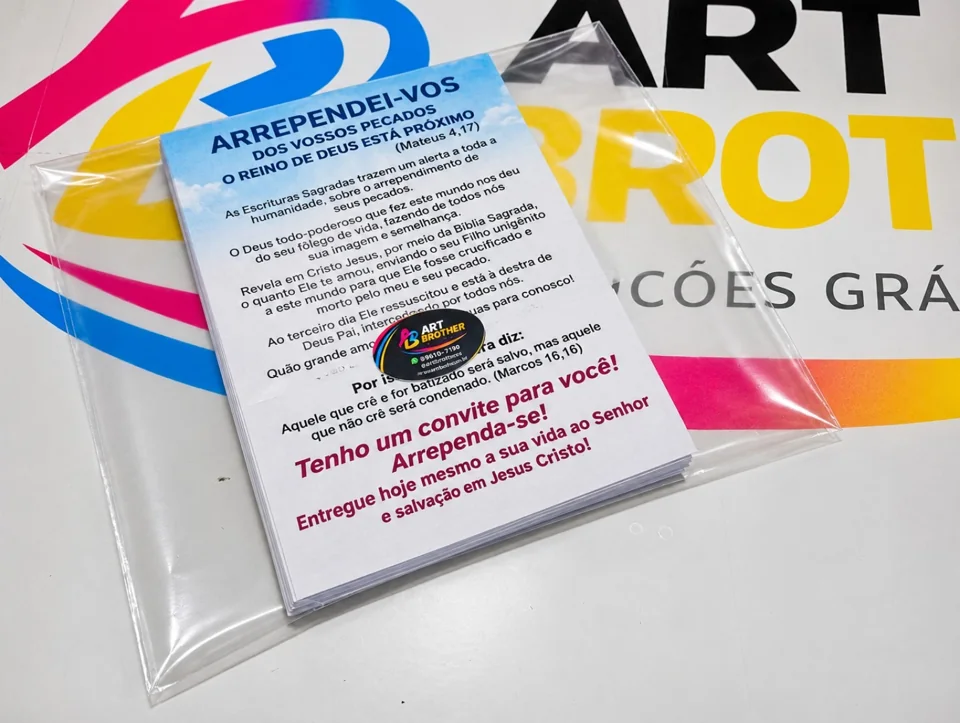 ART
BROT
ÇÕES GRÁ
ARREPENDEI-VOS
DOS VOSSOS PECADOS
O REINO DE DEUS ESTÁ PRÓXIMO
(Mateus 4,17)
As Escrituras Sagradas trazem um alerta a toda a
humanidade, sobre o arrependimento de
seus pecados.
O Deus todo-poderoso que fez este mundo nos deu
do seu fôlego de vida, fazendo de todos nós
sua imagem e semelhança.
Revela em Cristo Jesus, por meio da Bíblia Sagrada,
o quanto Ele te amou, enviando o seu Filho unigênito
a este mundo para que Ele fosse crucificado e
morto pelo meu e seu pecado.
Ao terceiro dia Ele ressuscitou e está à destra de
Deus Pai, intercedendo por todos nós.
Quão grande para conosco!
ART
BROTHER
99610-7190
Por diz:
Aquele que crê e for batizado será salvo, mas aquele
que não crê será condenado. (Marcos 16,16)
Tenho um convite para você!
Arrependa-se!
Entregue hoje mesmo a sua vida ao Senhor
e salvação em Jesus Cristo!